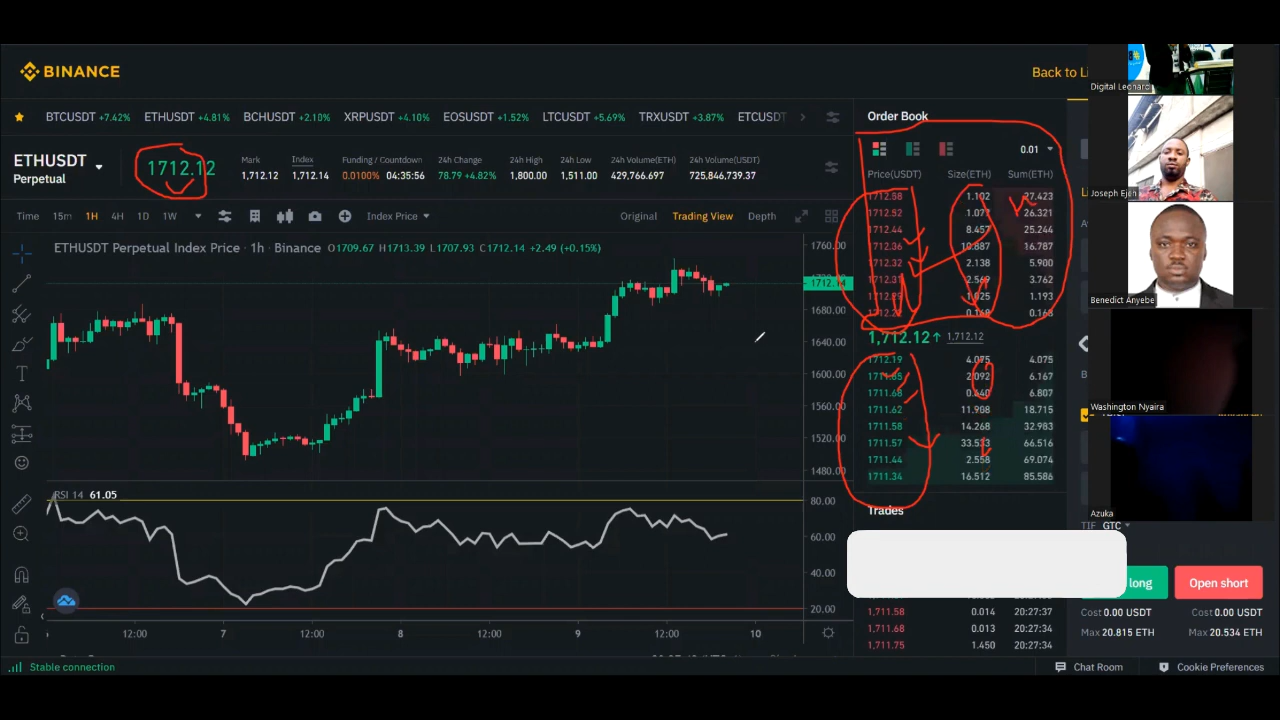 BINANCE
Back to Li
BTCUSDT +7.42% ETHUSDT +4.81% BCHUSDT +2.10% XRPUSDT +4.10% EOSUSDT +1.52% LTCUSDT +5.69% TRXUSDT +3.87% ETCUSDT
ETHUSDT
Perpetual
1712.12
Mark Index Funding / Countdown 24h Change 24h High 24h Low 24h Volume(ETH) 24h Volume(USDT)
1,712.12 1,712.14 0.0100% 04:35:56 78.79 +4.82% 1,800.00 1,511.00 429,766.697 725,846,739.37
Time 15m 1H 4H 1D 1W Index Price Original Trading View Depth
ETHUSDT Perpetual Index Price · 1h · Binance O1709.67 H1713.39 L1707.93 C1712.14 +2.49 (+0.15%)
1760.00
1712.14
1680.00
1640.00
1600.00
1560.00
1520.00
1480.00
RSI 14 61.05
80.00
60.00
40.00
20.00
12:00 7 12:00 8 12:00 9 12:00 10
Order Book
0.01
Price(USDT) Size(ETH) Sum(ETH)
1712.58 1.102 27.423
1712.52 26.321
1712.44 8.457 25.244
1712.36 10.887 16.787
1712.32 2.138 5.900
3.762
1.193
0.168
1,712.12↑ 1,712.12
1712.19 4.075 4.075
2.092 6.167
1711.68 0.640 6.807
1711.62 11.908 18.715
1711.58 14.268 32.983
1711.57 33.533 66.516
1711.44 2.558 69.074
1711.34 16.512 85.586
Trades
1,711.58 0.014 20:27:37
1,711.68 0.013 20:27:34
1,711.75 1.450 20:27:34
Digital Leonard
Joseph Ejeh
Benedict Anyebe
Washington Nyaira
Azuka
TIF GTC
long
Open short
Cost 0.00 USDT Cost 0.00 USDT
Max 20.815 ETH Max 20.534 ETH
Stable connection
Chat Room
Cookie Preferences